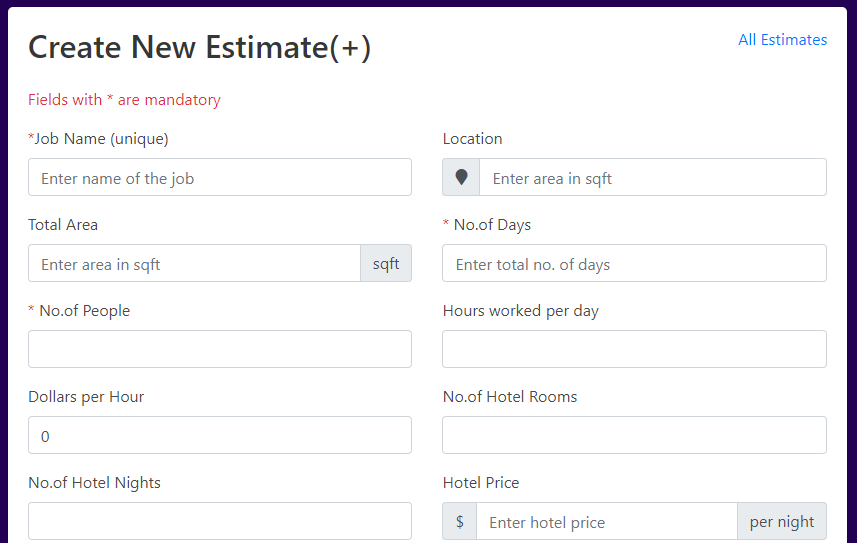 Create New Estimate(+)
All Estimates
Fields with * are mandatory
*Job Name (unique)
Location
Enter name of the job
Enter area in sqft
Total Area
* No.of Days
Enter area in sqft
sqft
Enter total no. of days
* No.of People
Hours worked per day
Dollars per Hour
No.of Hotel Rooms
0
No.of Hotel Nights
Hotel Price
$
Enter hotel price
per night